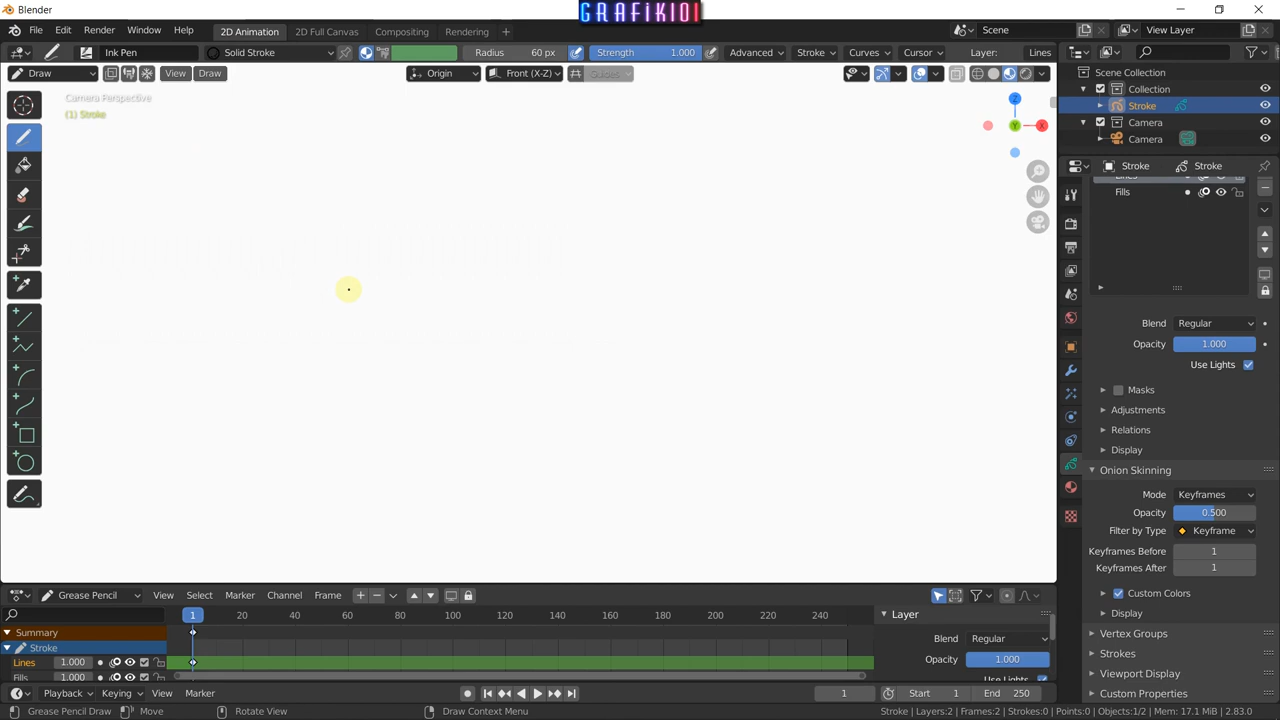 Blender
GRAFIK101
File Edit Render Window Help 2D Animation 2D Full Canvas Compositing Rendering + Scene View Layer
Ink Pen Solid Stroke Radius 60 px Strength 1.000 Advanced Stroke Curves Cursor Layer: Lines
Draw View Draw Origin Front (X-Z) Guides
Camera Perspective
(1) Stroke
Z
Y
X
Scene Collection
Collection
Stroke
Camera
Camera
Stroke Stroke
Lines
Fills
Blend Regular
Opacity 1.000
Use Lights
Masks
Adjustments
Relations
Display
Onion Skinning
Mode Keyframes
Opacity 0.500
Filter by Type Keyframe
Keyframes Before 1
Keyframes After 1
Custom Colors
Display
Vertex Groups
Strokes
Viewport Display
Custom Properties
Grease Pencil View Select Marker Channel Frame
1 20 40 60 80 100 120 140 160 180 200 220 240
Summary
Stroke
Lines 1.000
Fills 1.000
Layer
Blend Regular
Opacity 1.000
Use Lights
Playback Keying View Marker 1 Start 1 End 250
Grease Pencil Draw Move Rotate View Draw Context Menu Stroke | Layers:2 | Frames:2 | Strokes:0 | Points:0 | Objects:1/2 | Mem: 17.1 MiB | 2.83.0